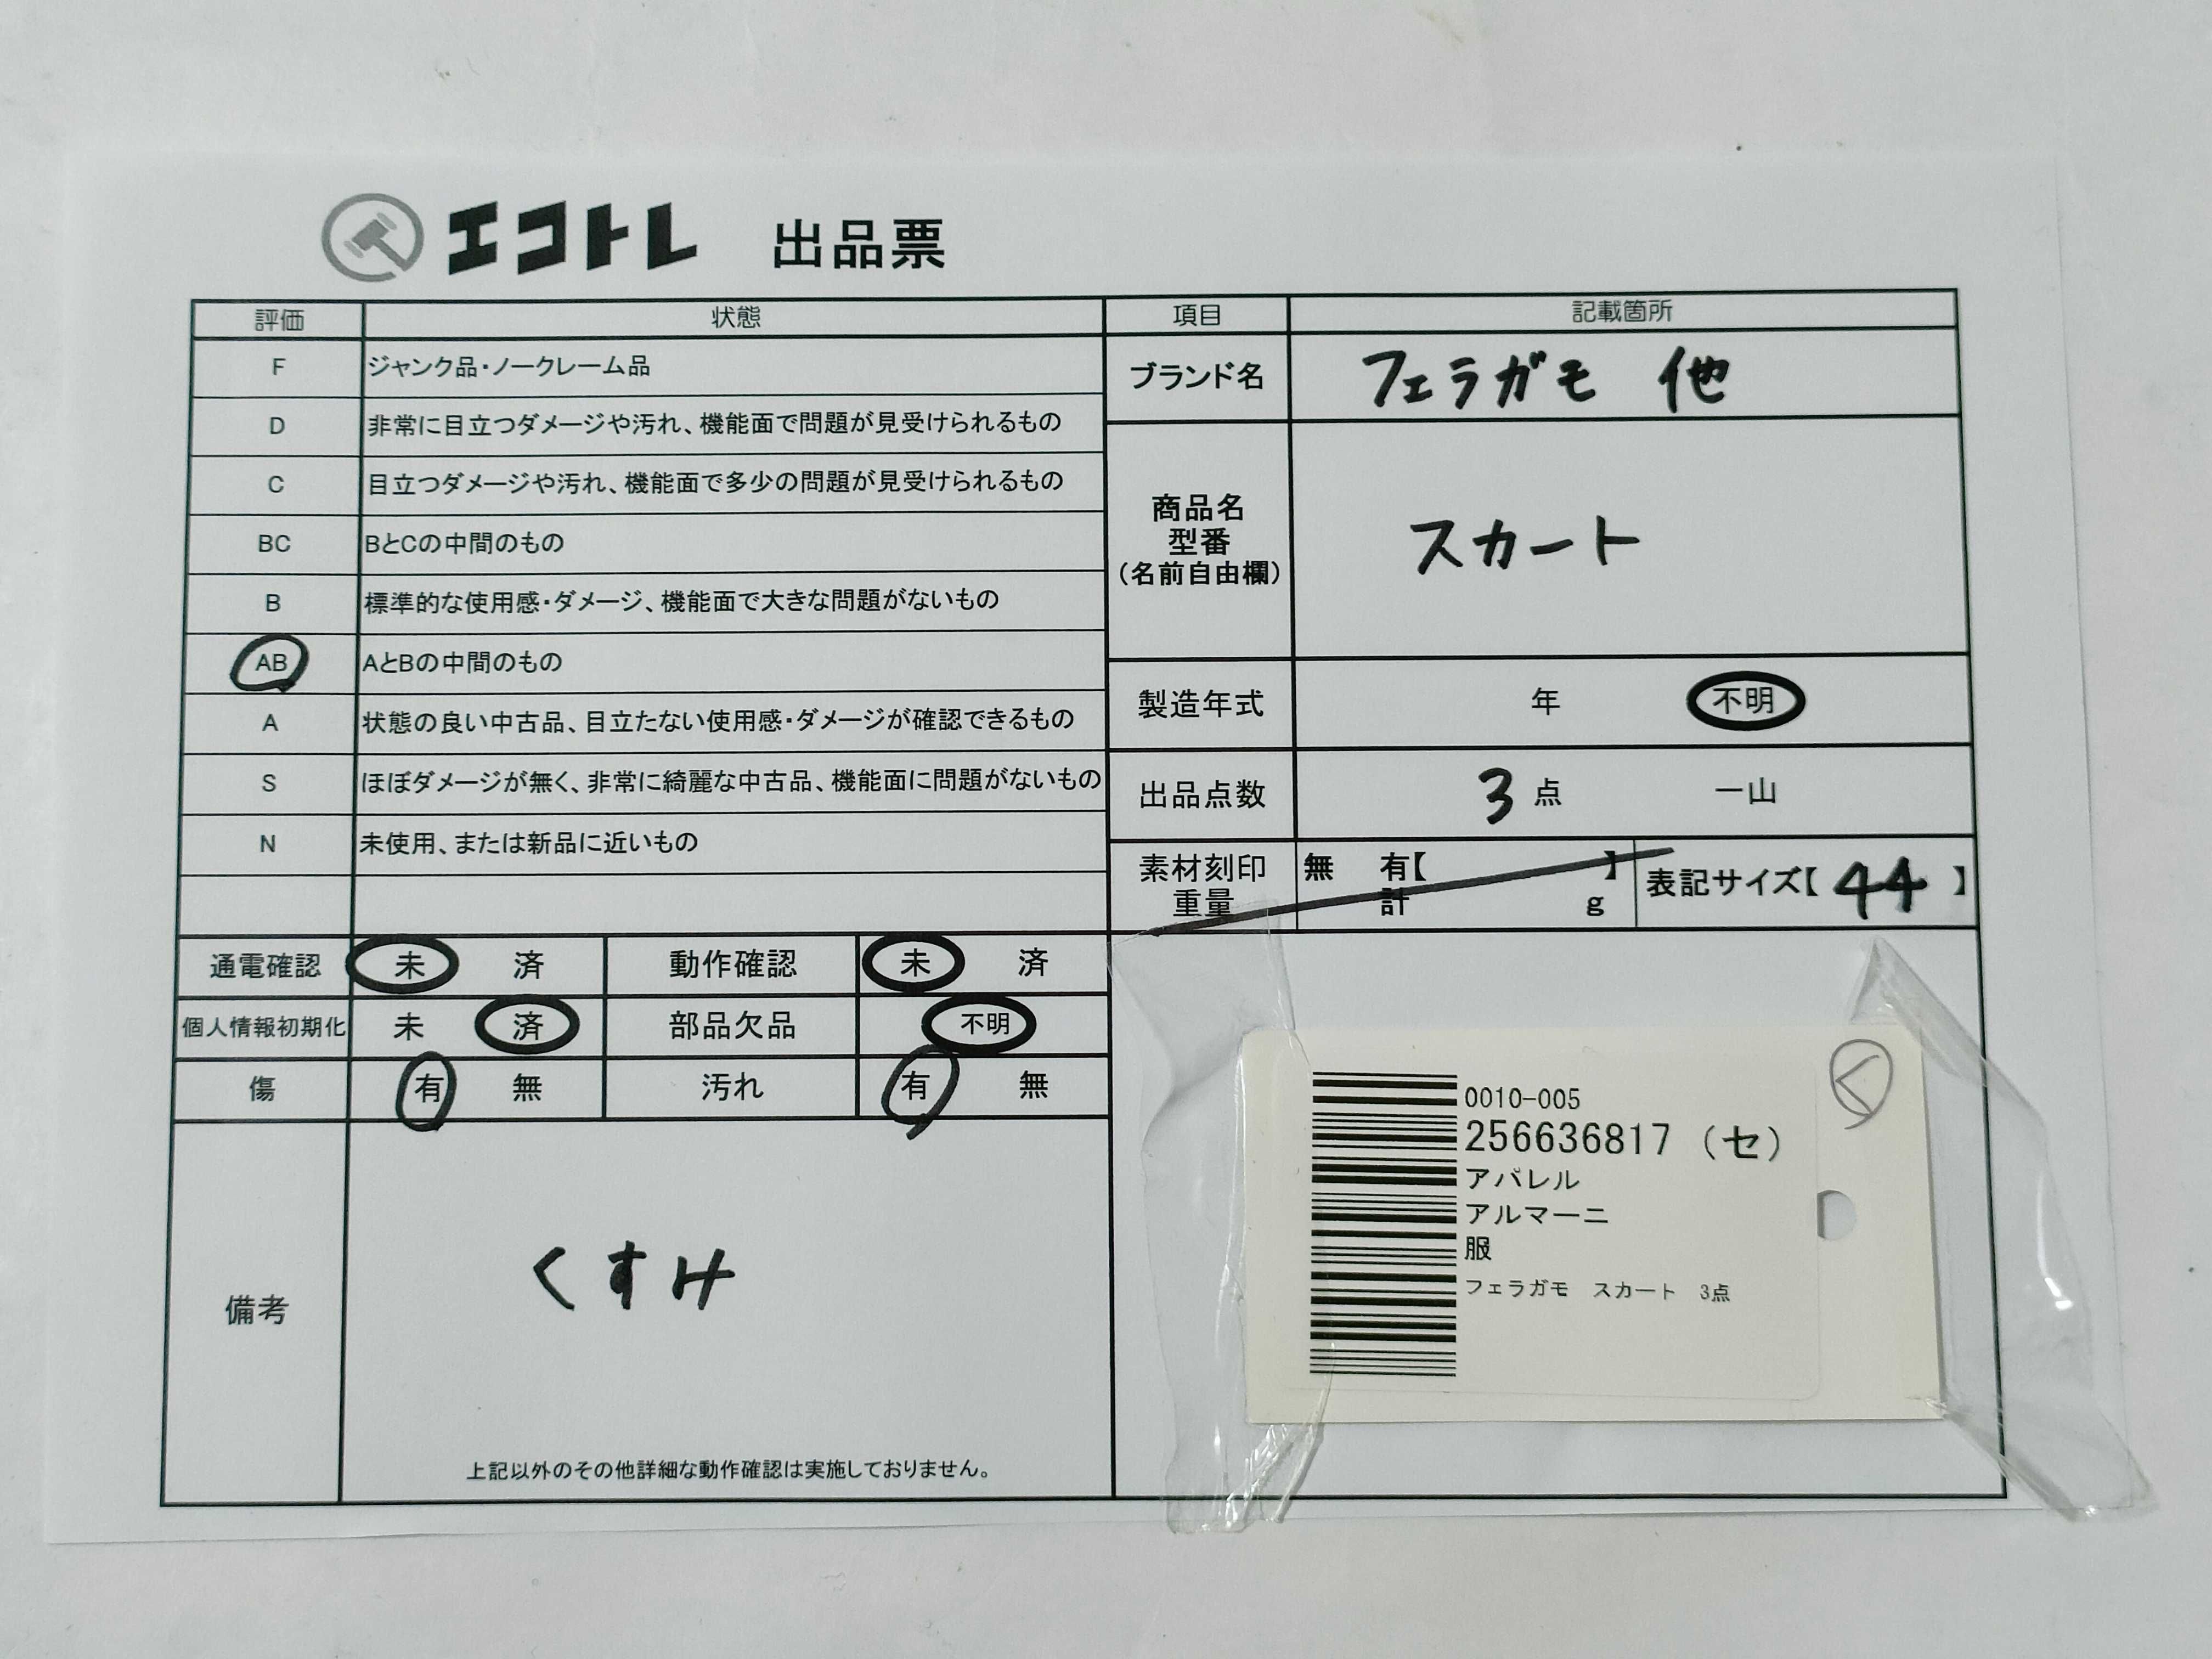 エコトレ 出品票
評価 状態 項目 記載箇所
F ジャンク品・ノークレーム品
D 非常に目立つダメージや汚れ、機能面で問題が見受けられるもの
C 目立つダメージや汚れ、機能面で多少の問題が見受けられるもの
BC BとCの中間のもの
B 標準的な使用感・ダメージ、機能面で大きな問題がないもの
AB AとBの中間のもの
A 状態の良い中古品、目立たない使用感・ダメージが確認できるもの
S ほぼダメージが無く、非常に綺麗な中古品、機能面に問題がないもの
N 未使用、または新品に近いもの
ブランド名 フェラガモ 他
商品名
型番
(名前自由欄)
スカート
製造年式 年 不明
出品点数 3 点 一山
素材刻印 無 有【 】
重量 計 g
表記サイズ【 44 】
通電確認 未 済 動作確認 未 済
個人情報初期化 未 済 部品欠品 不明
傷 有 無 汚れ 有 無
備考
くすみ
上記以外のその他詳細な動作確認は実施しておりません。
く
0010-005
256636817 (セ)
アパレル
アルマーニ
服
フェラガモ スカート 3点